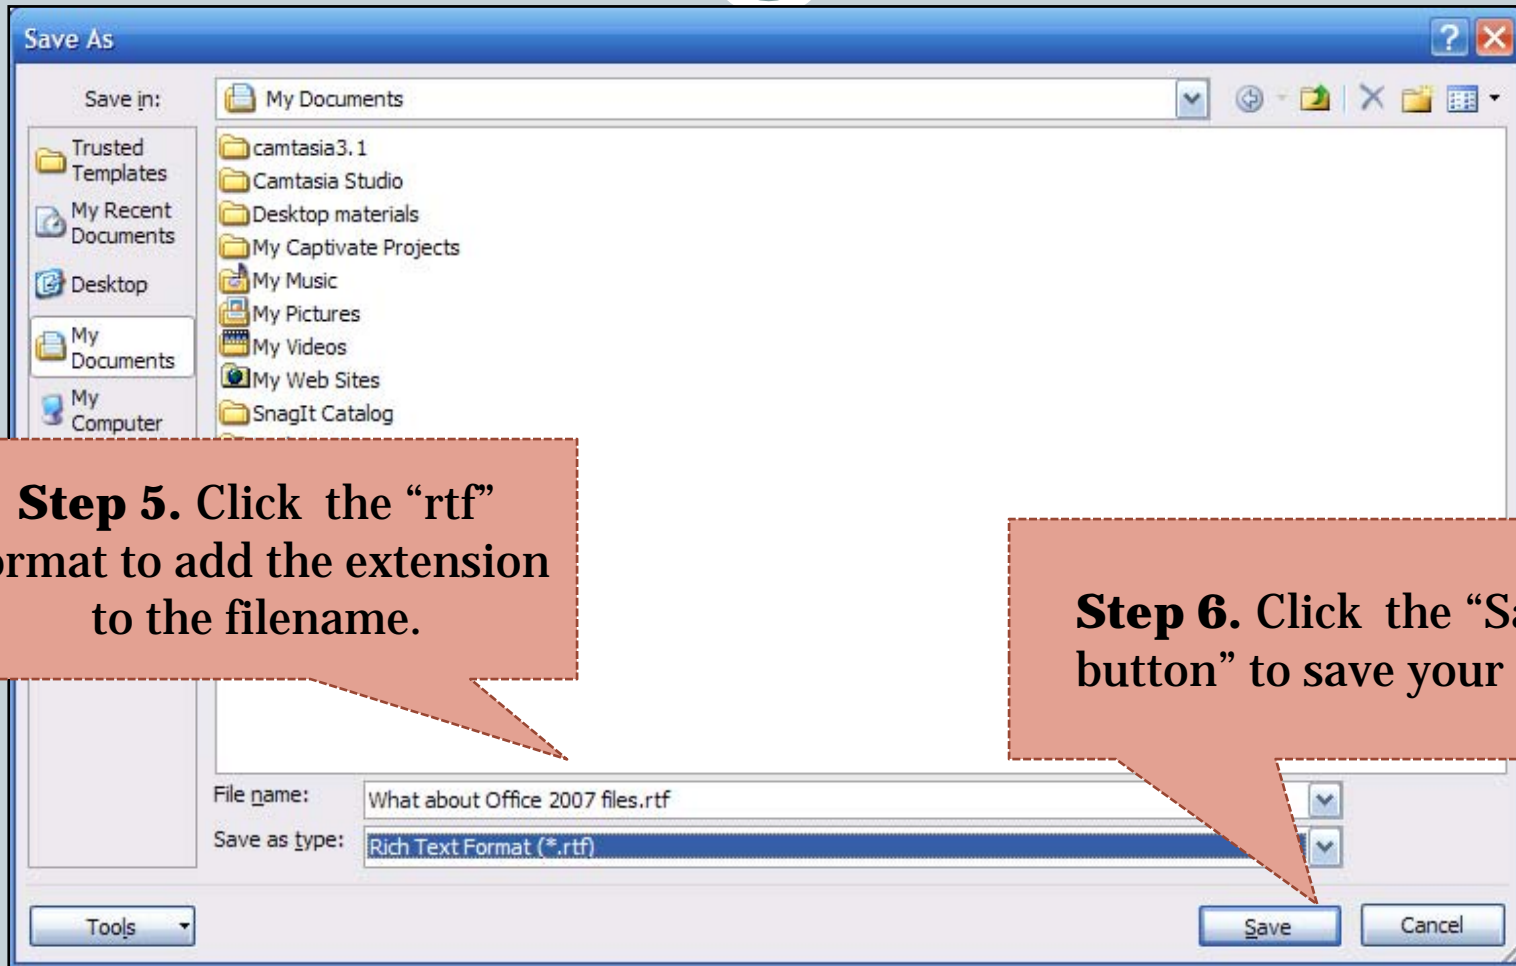 Save As
Save in:
My Documents
Trusted
Templates
My Recent
Documents
Desktop
My
Documents
My
Computer
camtasia3.1
Camtasia Studio
Desktop materials
My Captivate Projects
My Music
My Pictures
My Videos
My Web Sites
SnagIt Catalog
Step 5. Click the “rtf”
ormat to add the extension
to the filename.
Step 6. Click the “Sa
button” to save your
File name:
What about Office 2007 files.rtf
Save as type:
Rich Text Format (*.rtf)
Tools
Save
Cancel